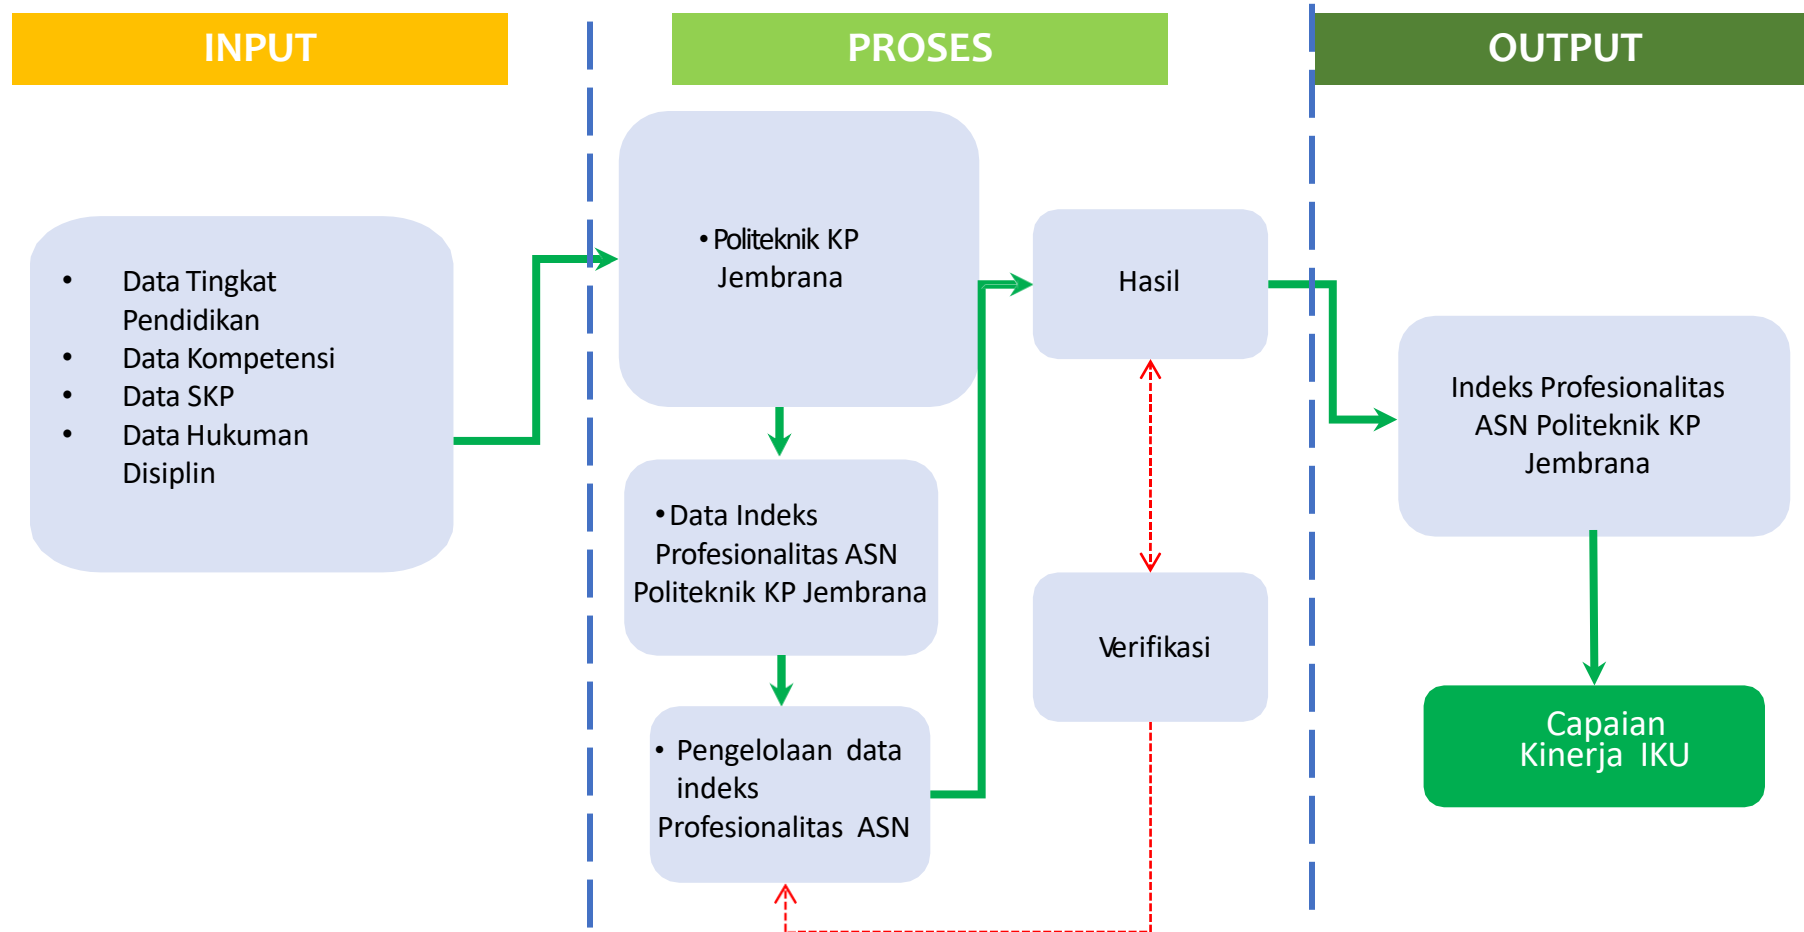 INPUT
PROSES
OUTPUT
• Data Tingkat
Pendidikan
• Data Kompetensi
• Data SKP
• Data Hukuman
Disiplin
• Politeknik KP
Jembrana
• Data Indeks
Profesionalitas ASN
Politeknik KP Jembrana
• Pengelolaan data
indeks
Profesionalitas ASN
Hasil
Verifikasi
Indeks Profesionalitas
ASN Politeknik KP
Jembrana
Capaian
Kinerja IKU